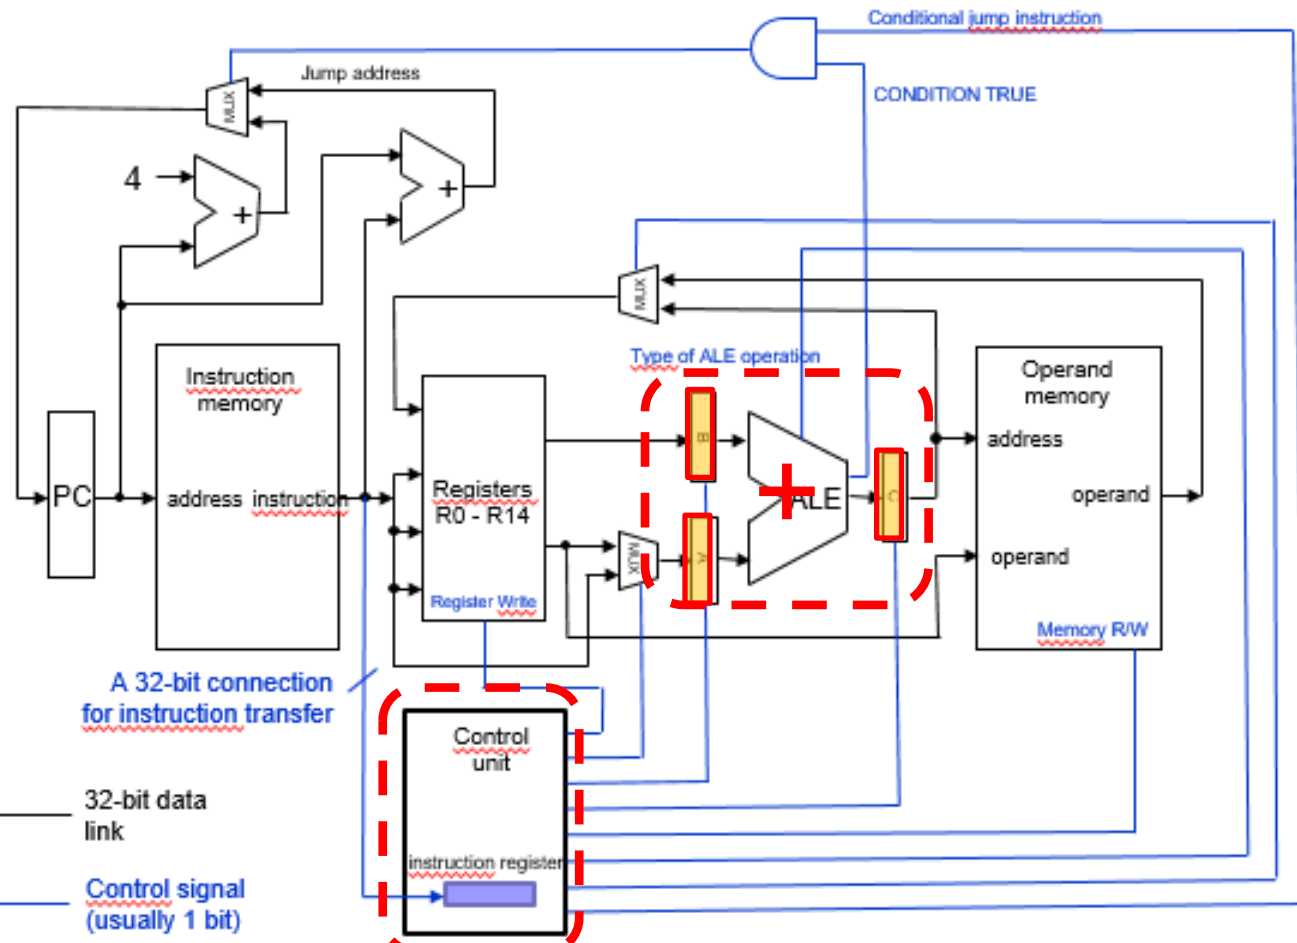 Conditional jump instruction
Jump address
MUX
CONDITION TRUE
4
+
+
MUX
Type of ALE operation
Instruction
memory
Operand
memory
B
address
PC
address instruction
Registers
R0 - R14
ALE
C
operand
MUX
A
operand
Register Write
Memory R/W
A 32-bit connection
for instruction transfer
Control
unit
32-bit data
link
instruction register
Control signal
(usually 1 bit)